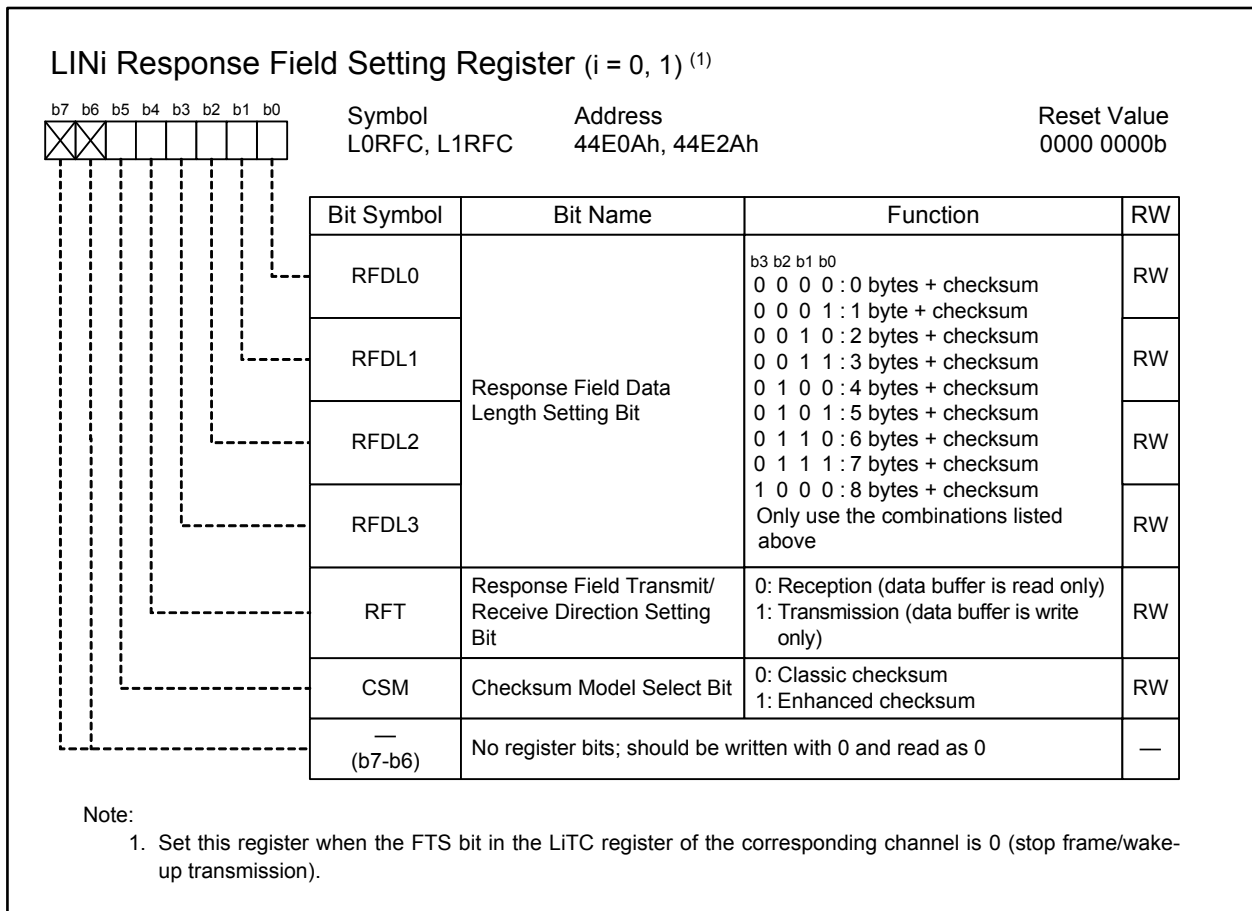 LINi Response Field Setting Register (i = 0, 1) (1)
b7 b6 b5 b4 b3 b2 b1 b0
Symbol Address Reset Value
L0RFC, L1RFC 44E0Ah, 44E2Ah 0000 0000b
Bit Symbol Bit Name Function RW
RFDL0 RW
RFDL1 RW
RFDL2 RW
RFDL3 RW
Response Field Data
Length Setting Bit
b3 b2 b1 b0
0 0 0 0 : 0 bytes + checksum
0 0 0 1 : 1 byte + checksum
0 0 1 0 : 2 bytes + checksum
0 0 1 1 : 3 bytes + checksum
0 1 0 0 : 4 bytes + checksum
0 1 0 1 : 5 bytes + checksum
0 1 1 0 : 6 bytes + checksum
0 1 1 1 : 7 bytes + checksum
1 0 0 0 : 8 bytes + checksum
Only use the combinations listed
above
RFT
Response Field Transmit/
Receive Direction Setting
Bit
0: Reception (data buffer is read only)
1: Transmission (data buffer is write
only)
RW
CSM
Checksum Model Select Bit
0: Classic checksum
1: Enhanced checksum
RW
—
(b7-b6)
No register bits; should be written with 0 and read as 0
—
Note:
1. Set this register when the FTS bit in the LiTC register of the corresponding channel is 0 (stop frame/wake-
up transmission).